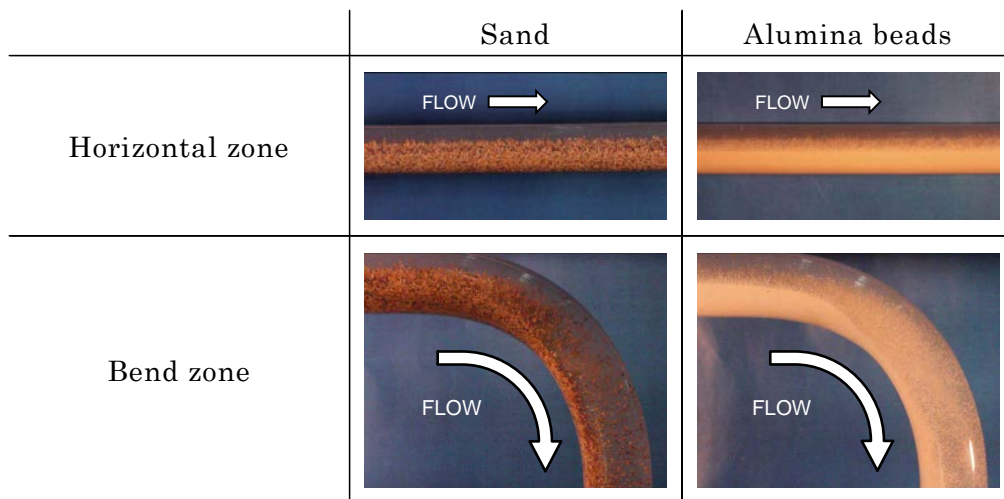 Sand
Alumina beads
Horizontal zone
FLOW
FLOW
Bend zone
FLOW
FLOW